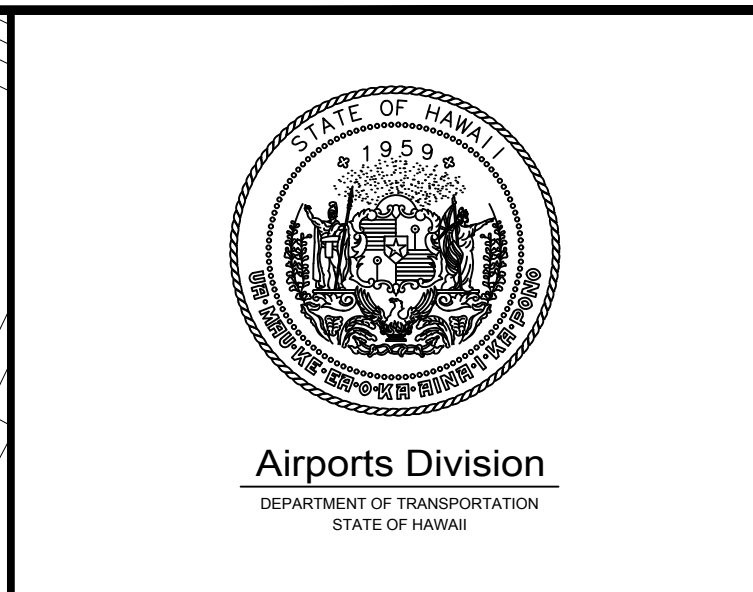 STATE OF HAWAII
1959
UA·MAU·KE·EA·O·KA·AINA·I·KA·PONO
Airports Division
DEPARTMENT OF TRANSPORTATION
STATE OF HAWAII